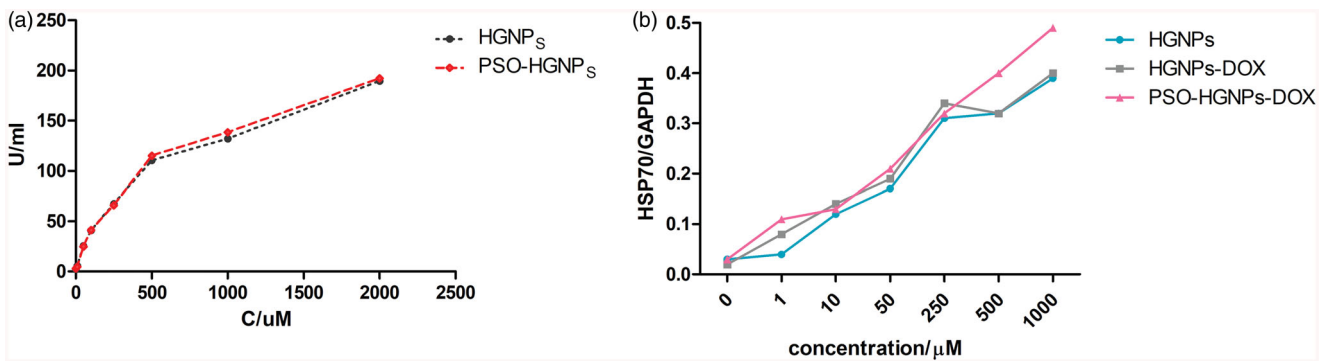 (a)
250
200
150
100
50
0
U/ml
0 500 1000 1500 2000 2500
C/uM
HGNPS
PSO-HGNPS
(b)
0.5
0.4
0.3
0.2
0.1
0.0
HSP70/GAPDH
0 1 10 50 250 500 1000
concentration/μM
HGNPs
HGNPs-DOX
PSO-HGNPs-DOX